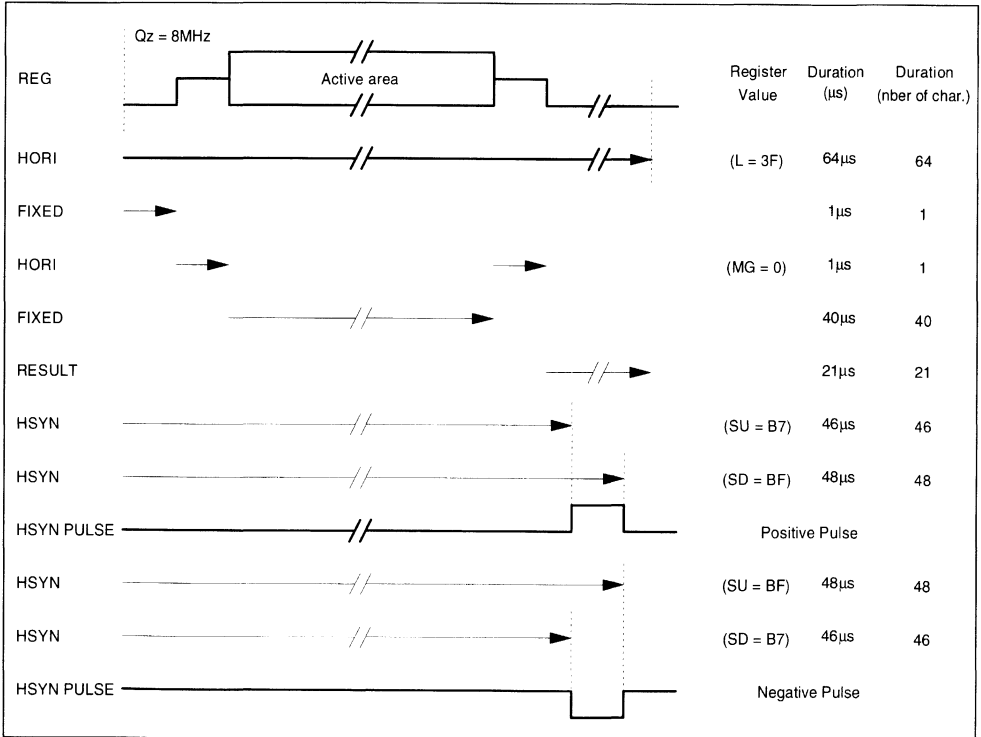 Qz = 8MHz
REG
Active area
Register Value
Duration (µs)
Duration (nber of char.)
HORI (L = 3F) 64µs 64
FIXED 1µs 1
HORI (MG = 0) 1µs 1
FIXED 40µs 40
RESULT 21µs 21
HSYN (SU = B7) 46µs 46
HSYN (SD = BF) 48µs 48
HSYN PULSE Positive Pulse
HSYN (SU = BF) 48µs 48
HSYN (SD = B7) 46µs 46
HSYN PULSE Negative Pulse